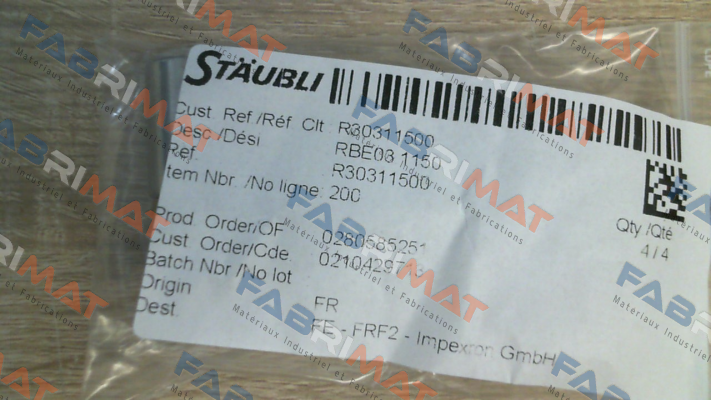 STÄUBLI
Cust. Ref./Réf. Clt. R30311500
Desc./Dési RBE03 1150
Ref. R30311500
Item Nbr. /No ligne 200
Qty /Qté
4 / 4
Prod. Order/OF 0280585251
Cust. Order/Cde
Batch Nbr /No lot
Origin FR
Dest. FE - FRF2 - Impexron GmbH
FABRIMAT
Matériaux Industriel et Fabrications